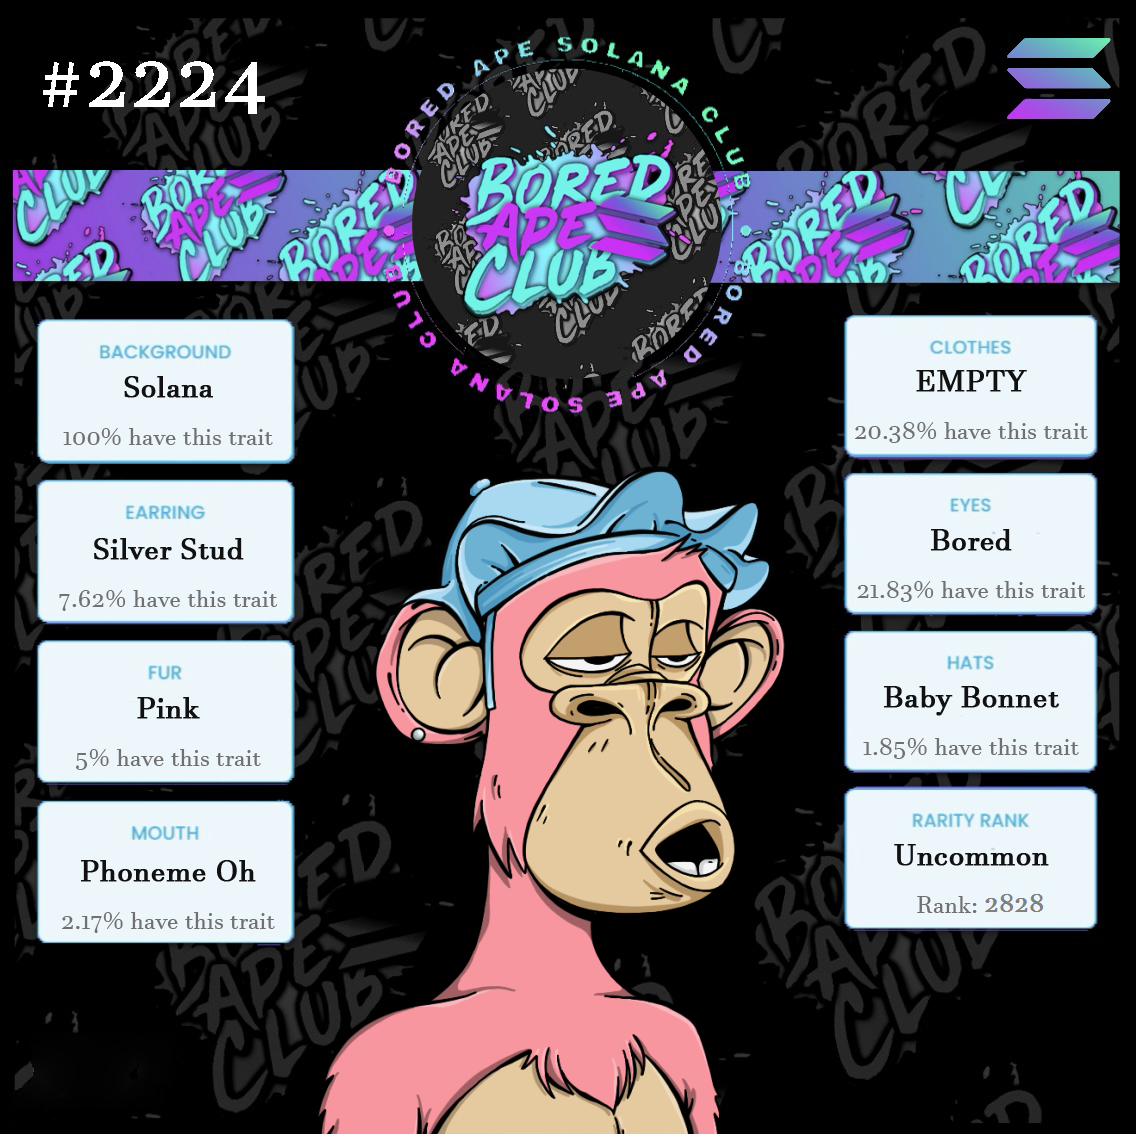 #2224
BORED APE SOLANA CLUB
BORED
APE
CLUB
BORED APE SOLANA CLUB
BACKGROUND
Solana
100% have this trait
EARRING
Silver Stud
7.62% have this trait
FUR
Pink
5% have this trait
MOUTH
Phoneme Oh
2.17% have this trait
CLOTHES
EMPTY
20.38% have this trait
EYES
Bored
21.83% have this trait
HATS
Baby Bonnet
1.85% have this trait
RARITY RANK
Uncommon
Rank: 2828